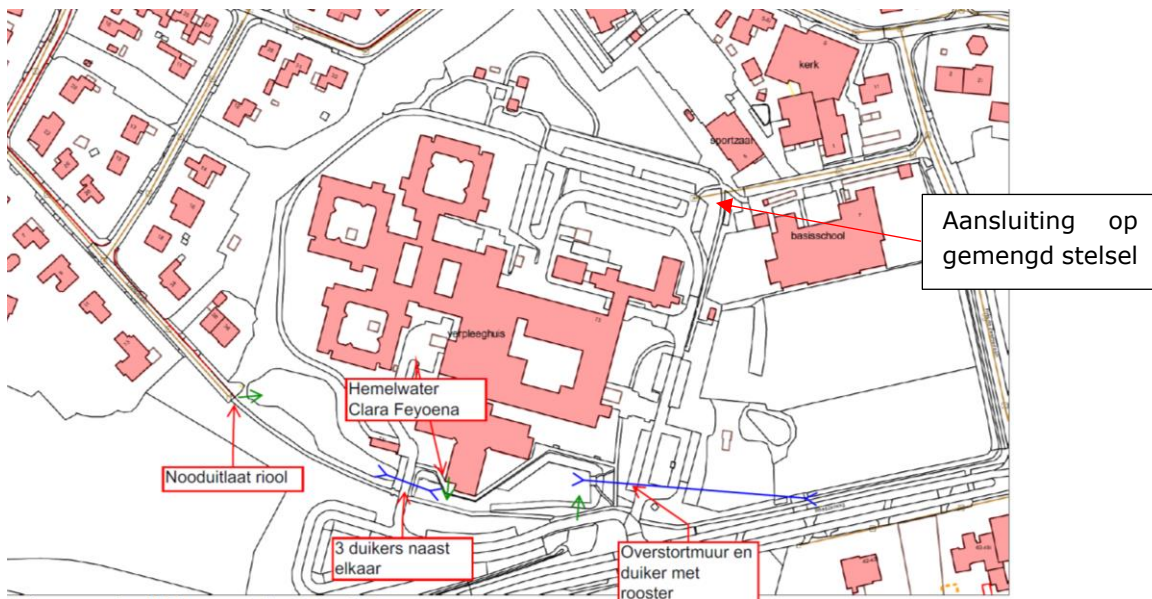 kerk
sportzaal
basisschool
Aansluiting op
gemengd stelsel
verpleeghuis
Hemelwater
Clara Feyoena
Nooduitlaat riool
3 duikers naast
elkaar
Overstortmuur en
duiker met
rooster